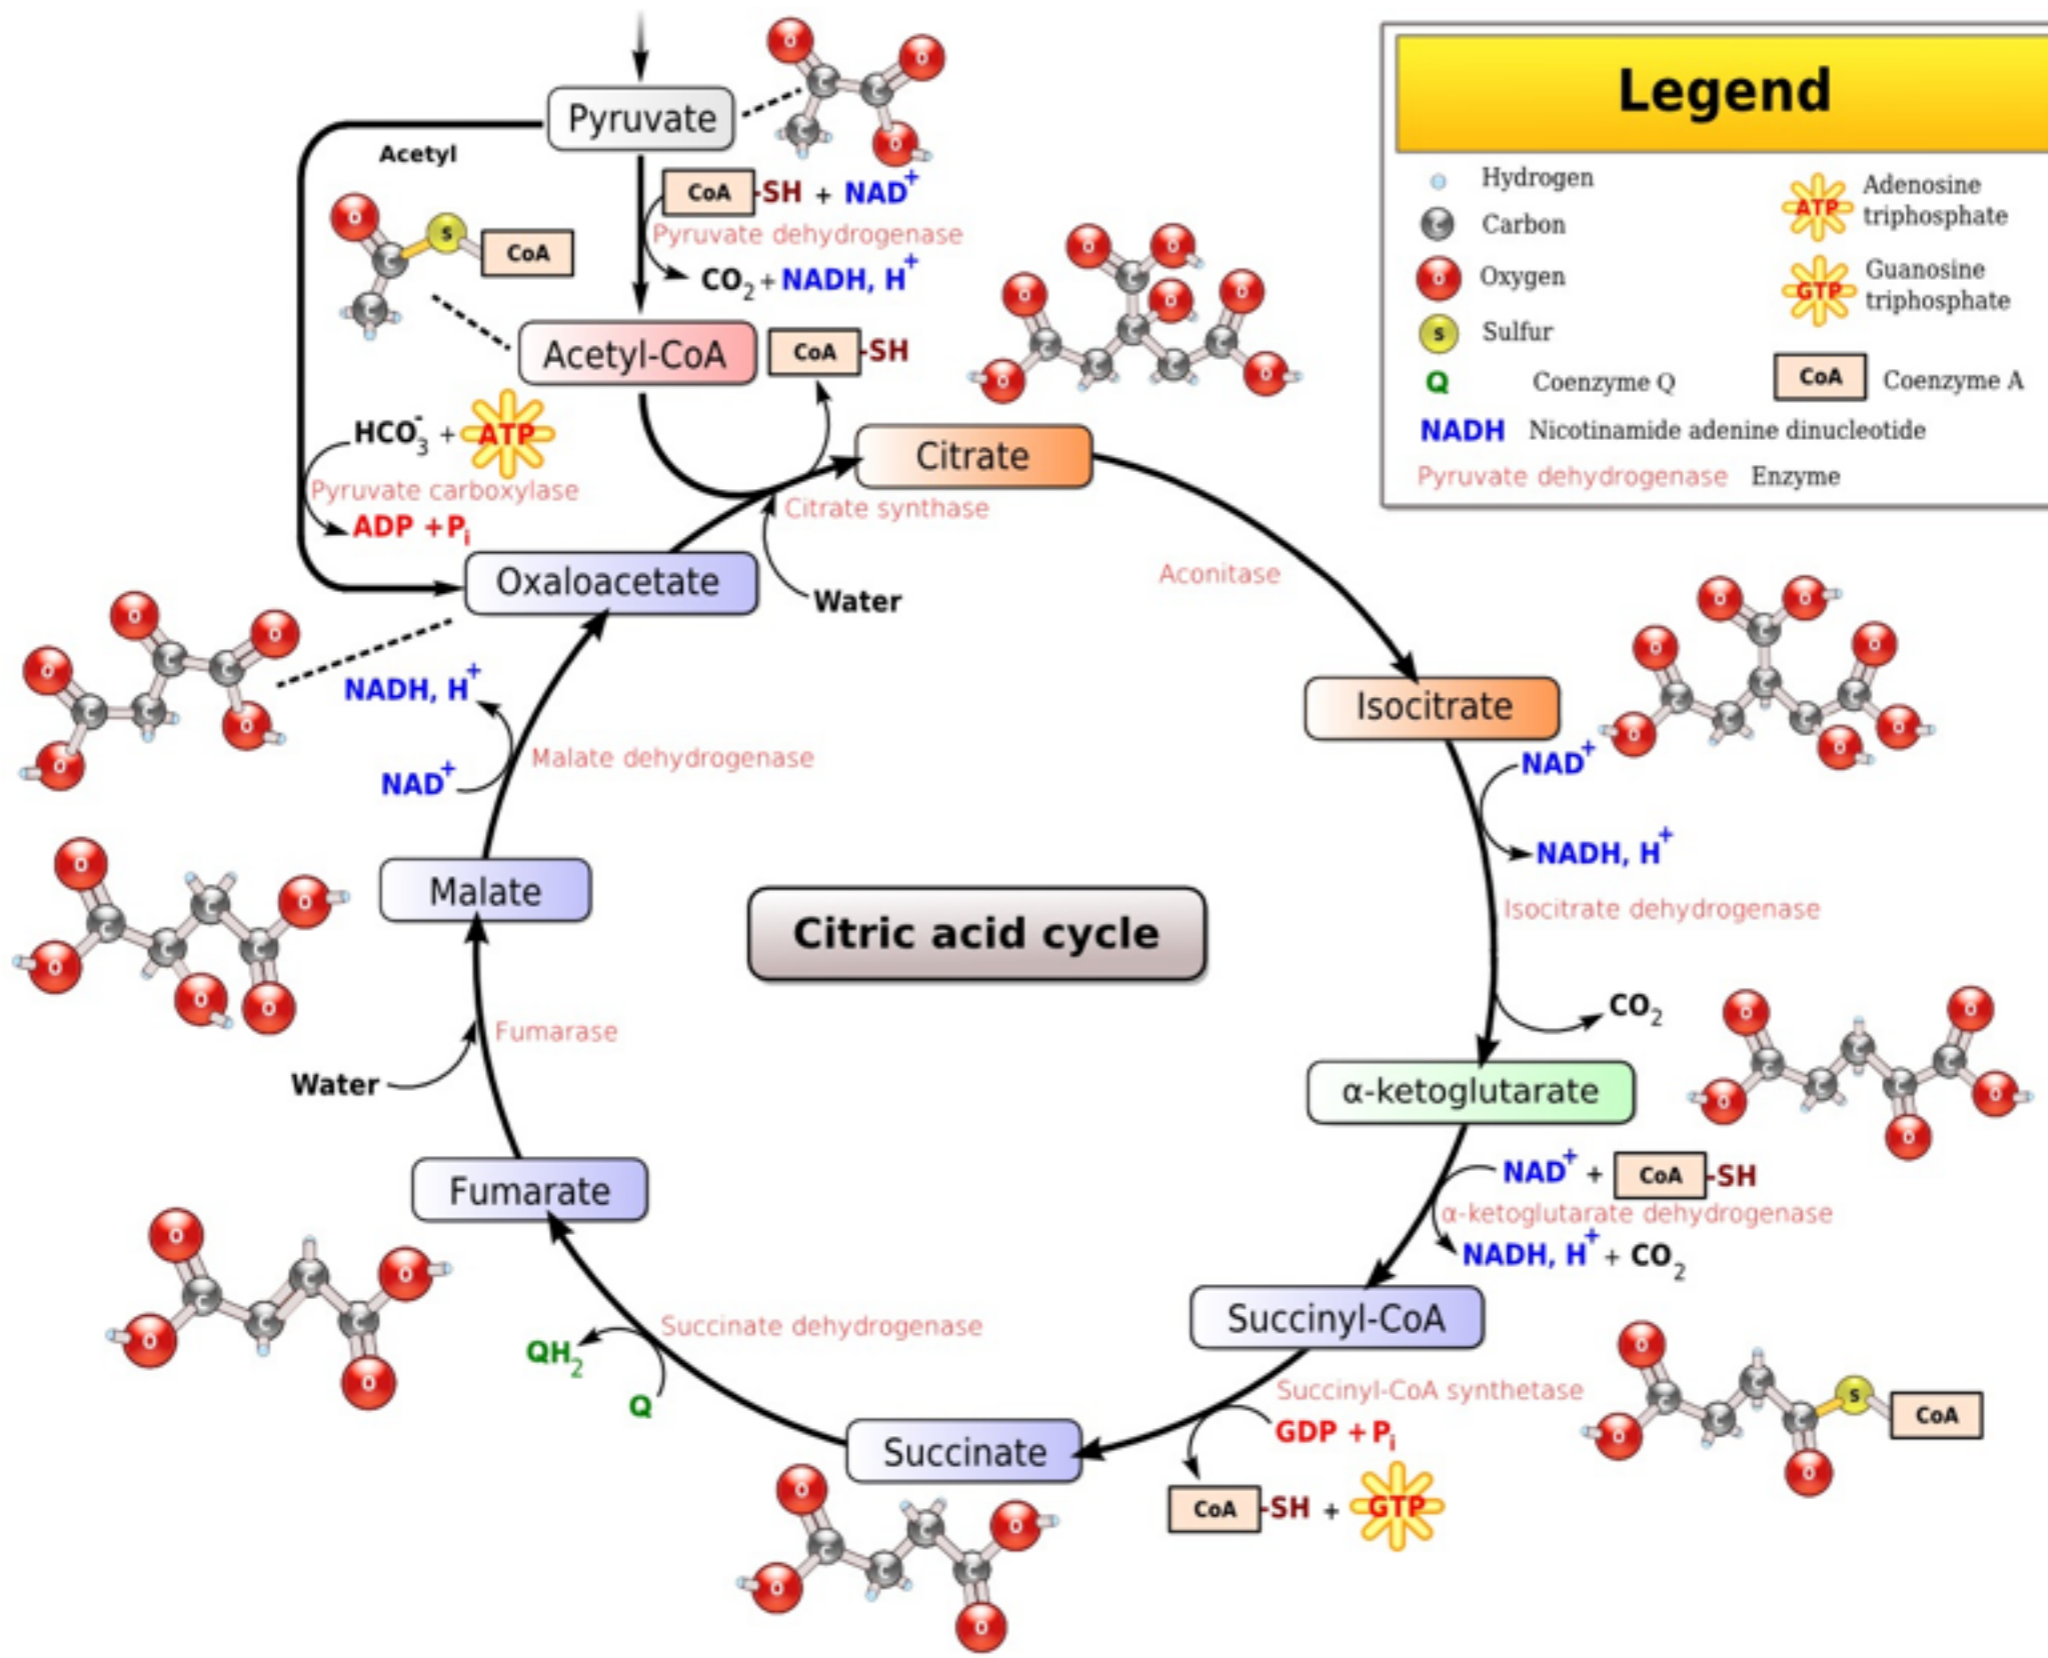 Pyruvate
Acetyl
CoA-SH + NAD+
Pyruvate dehydrogenase
CO2 + NADH, H+
S
CoA
Acetyl-CoA
CoA-SH
HCO3- + ATP
Pyruvate carboxylase
ADP + Pi
Citrate
Citrate synthase
Oxaloacetate
Water
Aconitase
Isocitrate
NAD+
NADH, H+
Isocitrate dehydrogenase
CO2
α-ketoglutarate
NAD+ + CoA-SH
α-ketoglutarate dehydrogenase
NADH, H+ + CO2
Succinyl-CoA
S
CoA
Succinyl-CoA synthetase
GDP + Pi
CoA-SH + GTP
Succinate
Succinate dehydrogenase
QH2
Q
Fumarate
Fumarase
Water
Malate
Malate dehydrogenase
NADH, H+
NAD+
Citric acid cycle
Legend
Hydrogen
C Carbon
O Oxygen
S Sulfur
Q Coenzyme Q
ATP Adenosine
triphosphate
GTP Guanosine
triphosphate
CoA Coenzyme A
NADH Nicotinamide adenine dinucleotide
Pyruvate dehydrogenase Enzyme